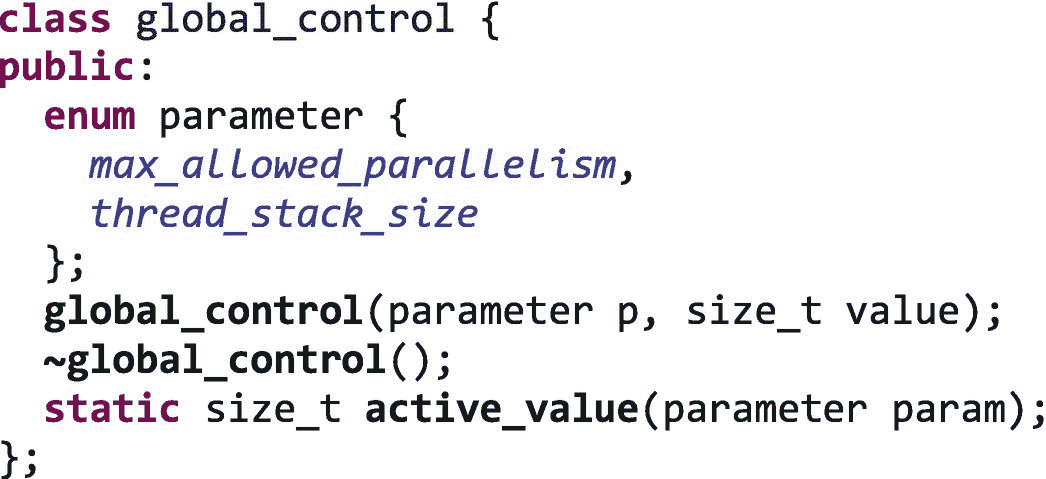 class global_control {
public:
  enum parameter {
    max_allowed_parallelism,
    thread_stack_size
  };
  global_control(parameter p, size_t value);
  ~global_control();
  static size_t active_value(parameter param);
};